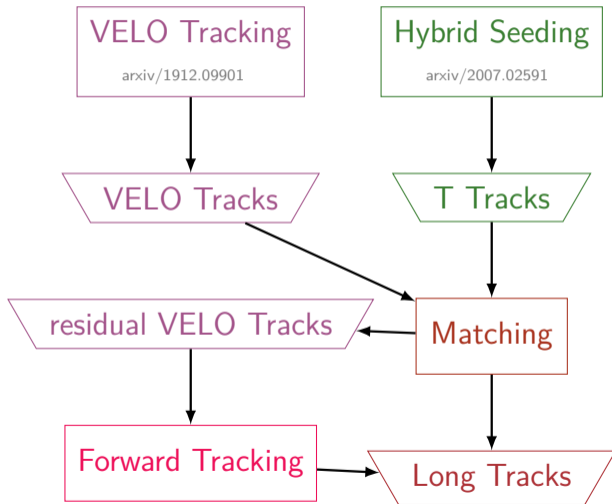 VELO Tracking
arxiv/1912.09901
Hybrid Seeding
arxiv/2007.02591
VELO Tracks
T Tracks
residual VELO Tracks
Matching
Forward Tracking
Long Tracks